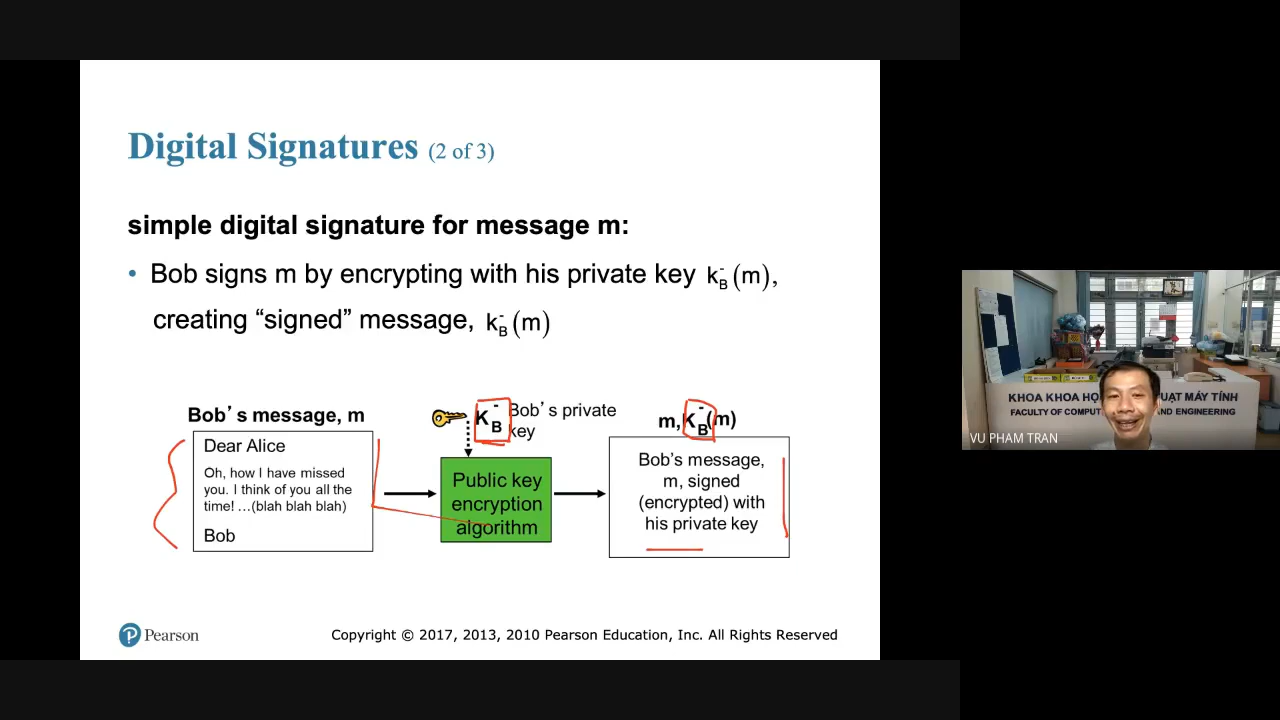 Digital Signatures (2 of 3)
simple digital signature for message m:
• Bob signs m by encrypting with his private key k⁻B(m),
creating “signed” message, k⁻B(m)
Bob’s message, m
Dear Alice
Oh, how I have missed
you. I think of you all the
time! …(blah blah blah)
Bob
K⁻B
Bob’s private
key
Public key
encryption
algorithm
m,K⁻B(m)
Bob’s message,
m, signed
(encrypted) with
his private key
Pearson
Copyright © 2017, 2013, 2010 Pearson Education, Inc. All Rights Reserved
KHOA KHOA HỌ UẬT MÁY TÍNH
FACULTY OF COMPUT AND ENGINEERING
VU PHAM TRAN